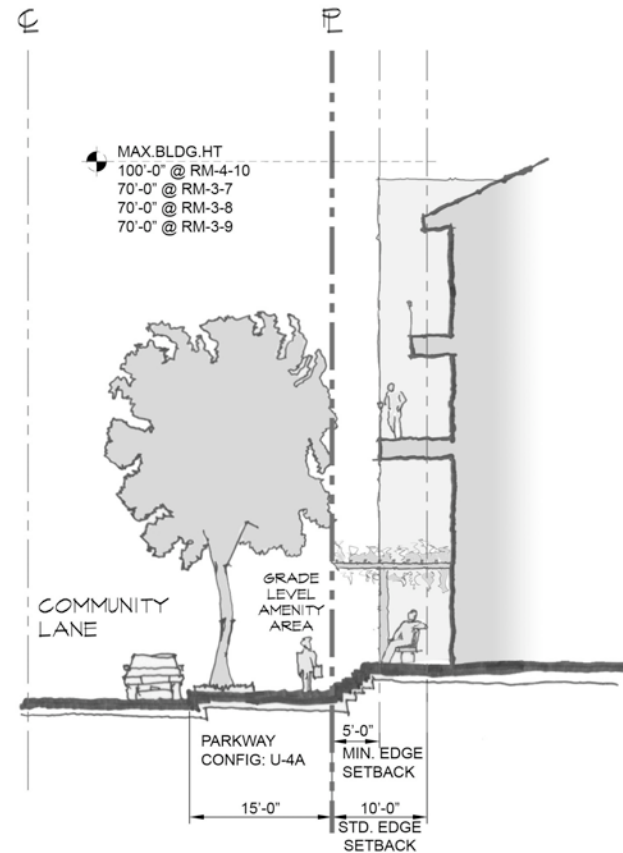 CL
PL
MAX.BLDG.HT
100'-0" @ RM-4-10
70'-0" @ RM-3-7
70'-0" @ RM-3-8
70'-0" @ RM-3-9
GRADE
LEVEL
AMENITY
AREA
COMMUNITY
LANE
PARKWAY
CONFIG: U-4A
5'-0"
MIN. EDGE
SETBACK
15'-0"
10'-0"
STD. EDGE
SETBACK